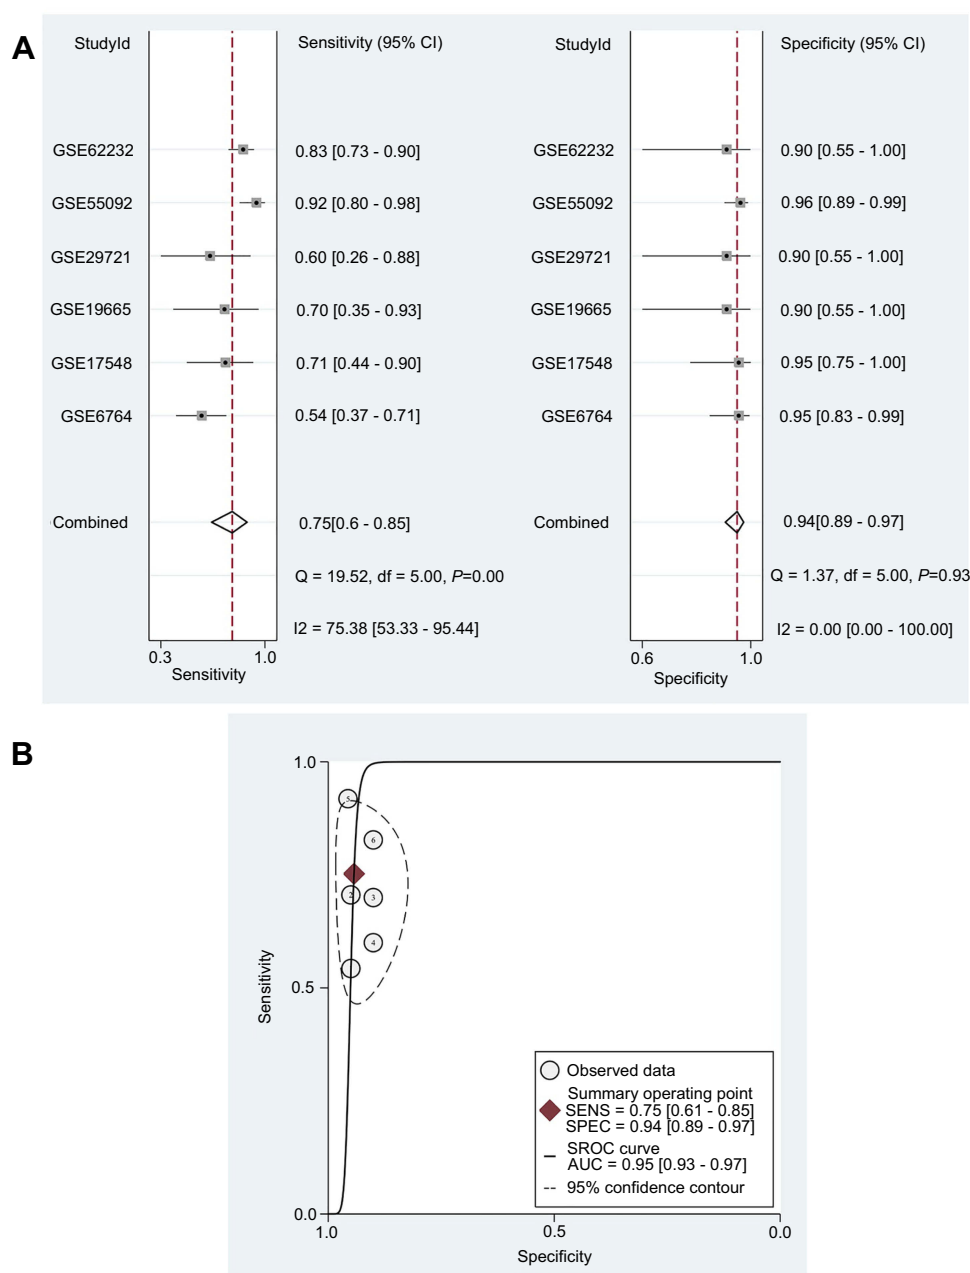 A
StudyId Sensitivity (95% CI) StudyId Specificity (95% CI)
GSE62232 0.83 [0.73 - 0.90] GSE62232 0.90 [0.55 - 1.00]
GSE55092 0.92 [0.80 - 0.98] GSE55092 0.96 [0.89 - 0.99]
GSE29721 0.60 [0.26 - 0.88] GSE29721 0.90 [0.55 - 1.00]
GSE19665 0.70 [0.35 - 0.93] GSE19665 0.90 [0.55 - 1.00]
GSE17548 0.71 [0.44 - 0.90] GSE17548 0.95 [0.75 - 1.00]
GSE6764 0.54 [0.37 - 0.71] GSE6764 0.95 [0.83 - 0.99]
Combined 0.75[0.6 - 0.85] Combined 0.94[0.89 - 0.97]
Q = 19.52, df = 5.00, P=0.00 Q = 1.37, df = 5.00, P=0.93
I2 = 75.38 [53.33 - 95.44] I2 = 0.00 [0.00 - 100.00]
0.3 1.0 0.6 1.0
Sensitivity Specificity
B
1.0
5
6
2 3
4
0.5
Sensitivity
Observed data
Summary operating point
SENS = 0.75 [0.61 - 0.85]
SPEC = 0.94 [0.89 - 0.97]
SROC curve
AUC = 0.95 [0.93 - 0.97]
95% confidence contour
0.0
1.0 0.5 0.0
Specificity